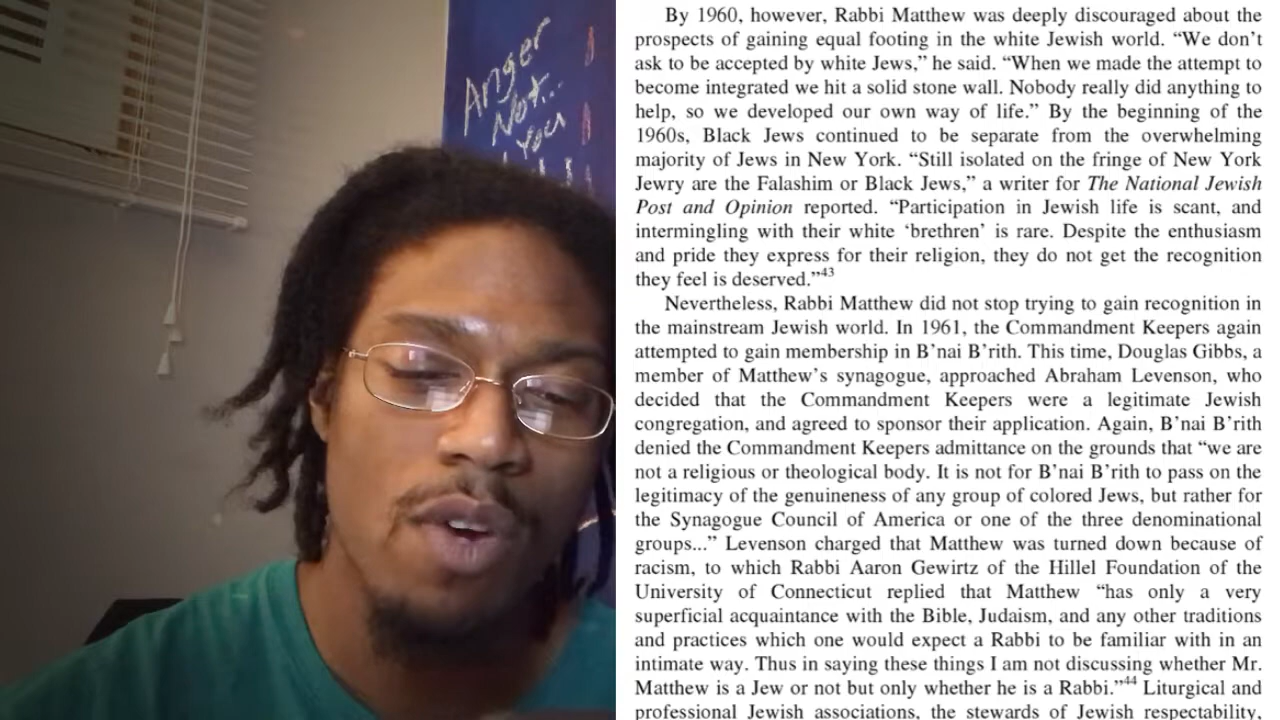 Anger
Not...
You
By 1960, however, Rabbi Matthew was deeply discouraged about the
prospects of gaining equal footing in the white Jewish world. “We don’t
ask to be accepted by white Jews,” he said. “When we made the attempt to
become integrated we hit a solid stone wall. Nobody really did anything to
help, so we developed our own way of life.” By the beginning of the
1960s, Black Jews continued to be separate from the overwhelming
majority of Jews in New York. “Still isolated on the fringe of New York
Jewry are the Falashim or Black Jews,” a writer for The National Jewish
Post and Opinion reported. “Participation in Jewish life is scant, and
intermingling with their white ‘brethren’ is rare. Despite the enthusiasm
and pride they express for their religion, they do not get the recognition
they feel is deserved.”43
Nevertheless, Rabbi Matthew did not stop trying to gain recognition in
the mainstream Jewish world. In 1961, the Commandment Keepers again
attempted to gain membership in B’nai B’rith. This time, Douglas Gibbs, a
member of Matthew’s synagogue, approached Abraham Levenson, who
decided that the Commandment Keepers were a legitimate Jewish
congregation, and agreed to sponsor their application. Again, B’nai B’rith
denied the Commandment Keepers admittance on the grounds that “we are
not a religious or theological body. It is not for B’nai B’rith to pass on the
legitimacy of the genuineness of any group of colored Jews, but rather for
the Synagogue Council of America or one of the three denominational
groups...” Levenson charged that Matthew was turned down because of
racism, to which Rabbi Aaron Gewirtz of the Hillel Foundation of the
University of Connecticut replied that Matthew “has only a very
superficial acquaintance with the Bible, Judaism, and any other traditions
and practices which one would expect a Rabbi to be familiar with in an
intimate way. Thus in saying these things I am not discussing whether Mr.
Matthew is a Jew or not but only whether he is a Rabbi.”44 Liturgical and
professional Jewish associations, the stewards of Jewish respectability,